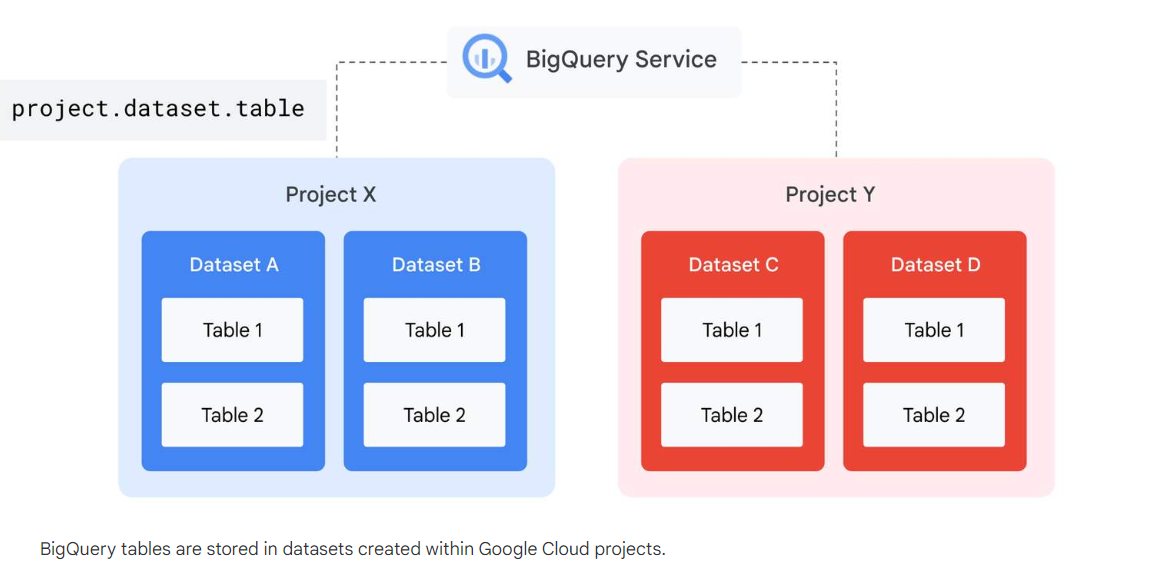 BigQuery Service
project.dataset.table
Project X
Dataset A
Table 1
Table 2
Dataset B
Table 1
Table 2
Project Y
Dataset C
Table 1
Table 2
Dataset D
Table 1
Table 2
BigQuery tables are stored in datasets created within Google Cloud projects.